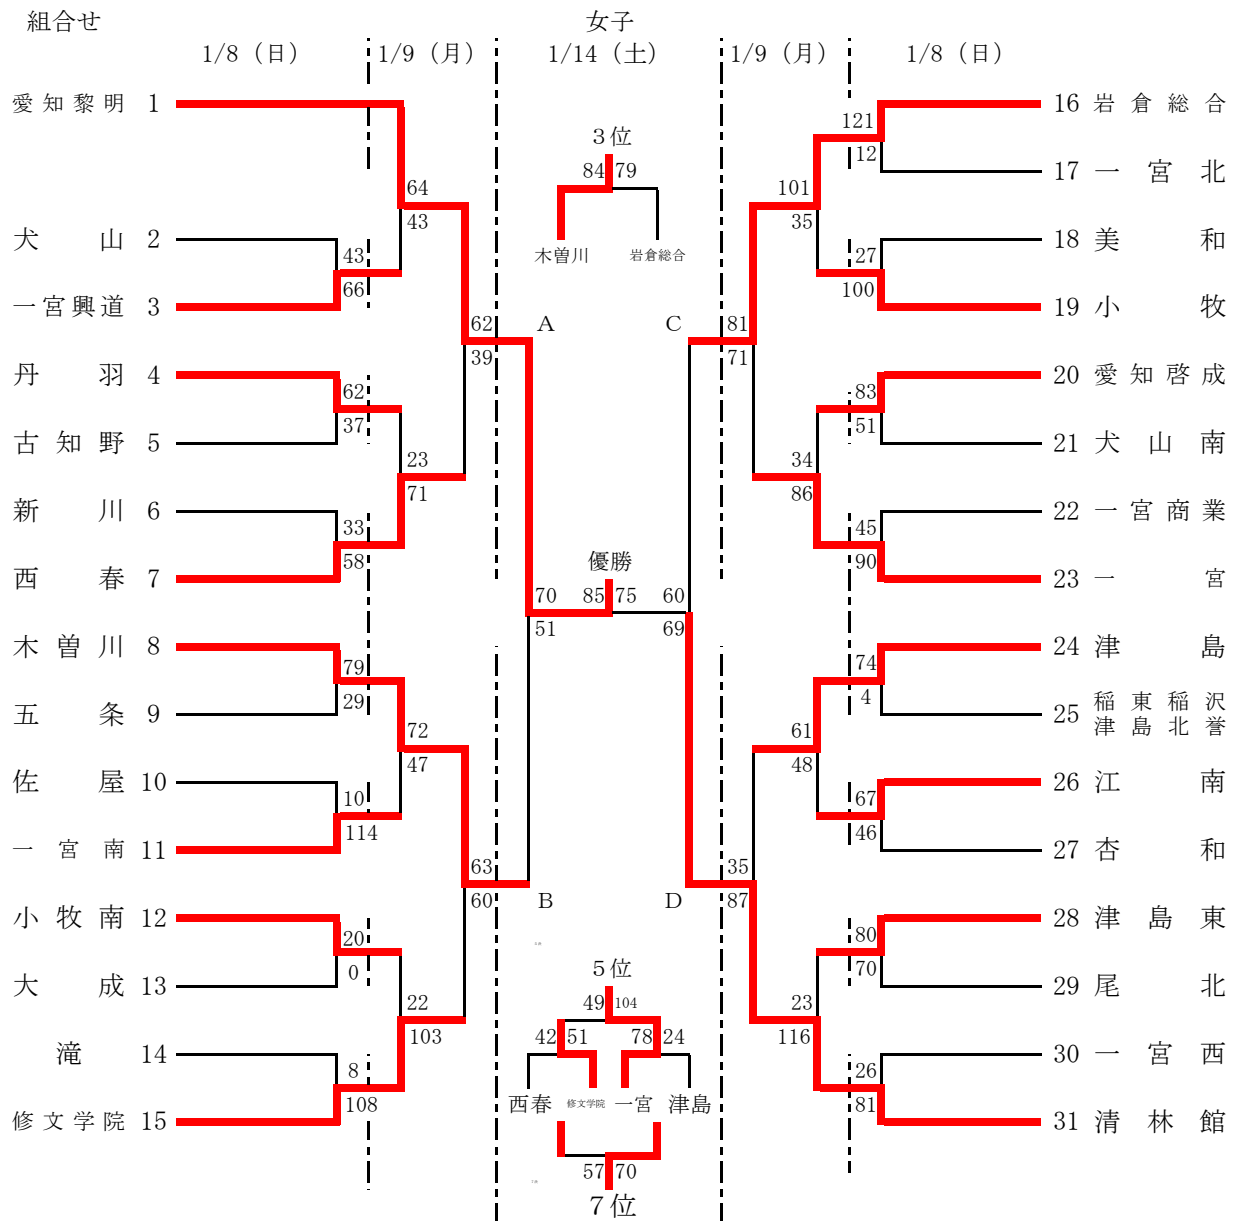 組合せ 女子
1/8（日） 1/9（月） 1/14（土） 1/9（月） 1/8（日）
愛知黎明 1 16 岩倉総合
121
3位
12
84 79
17 一宮北
64 101
43 35
犬山 2 18 美和
43 木曽川 岩倉総合 27
66 100
一宮興道 3 19 小牧
62 A C 81
39 71
丹羽 4 20 愛知啓成
62 83
37 51
古知野 5 21 犬山南
23 34
71 86
新川 6 22 一宮商業
33 45
58 優勝 90
西春 7 23 一宮
70 85 75 60
51 69
木曽川 8 24 津島
79 74
29 4
五条 9 25 稲東稲沢
津島北誉
72 61
47 48
佐屋 10 26 江南
10 67
114 46
一宮南 11 27 杏和
63 35
60 B D 87
小牧南 12 28 津島東
20 80
0 5位 70
大成 13 29 尾北
22 49 104 23
103 42 51 78 24 116
滝 14 30 一宮西
8 26
108 西春 修文学院 一宮 津島 81
修文学院 15 31 清林館
57 70
7位